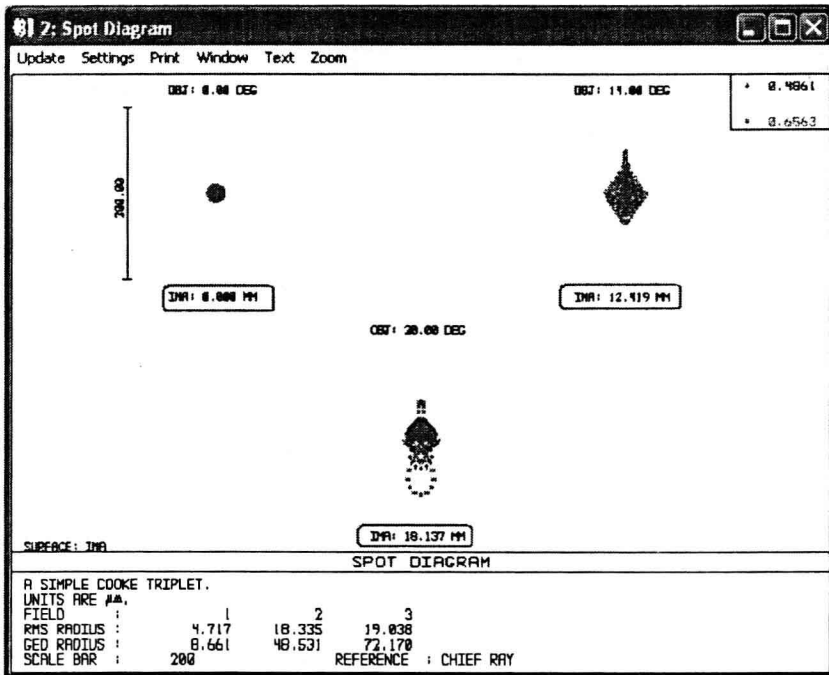 2: Spot Diagram
Update Settings Print Window Text Zoom
OBJ: 0.00 DEG
OBJ: 14.00 DEG
0.4861
0.6563
200.00
IMA: 0.000 MM
IMA: 12.419 MM
OBJ: 20.00 DEG
IMA: 18.137 MM
SURFACE: IMA
SPOT DIAGRAM
A SIMPLE COOKE TRIPLET.
UNITS ARE µm.
FIELD : 1 2 3
RMS RADIUS : 4.717 18.335 19.038
GEO RADIUS : 8.661 48.531 72.170
SCALE BAR : 200 REFERENCE : CHIEF RAY